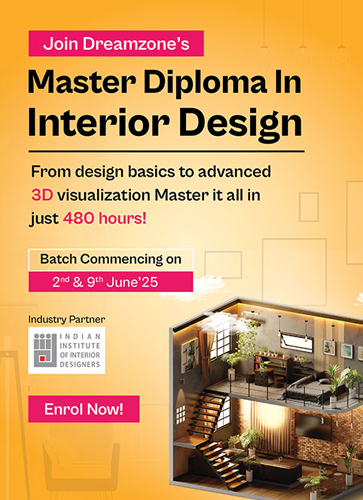 Join Dreamzone's
Master Diploma In
Interior Design
From design basics to advanced
3D visualization Master it all in
just 480 hours!
Batch Commencing on
2nd & 9th June'25
Industry Partner
INDIAN
INSTITUTE
OF INTERIOR
DESIGNERS
Enrol Now!